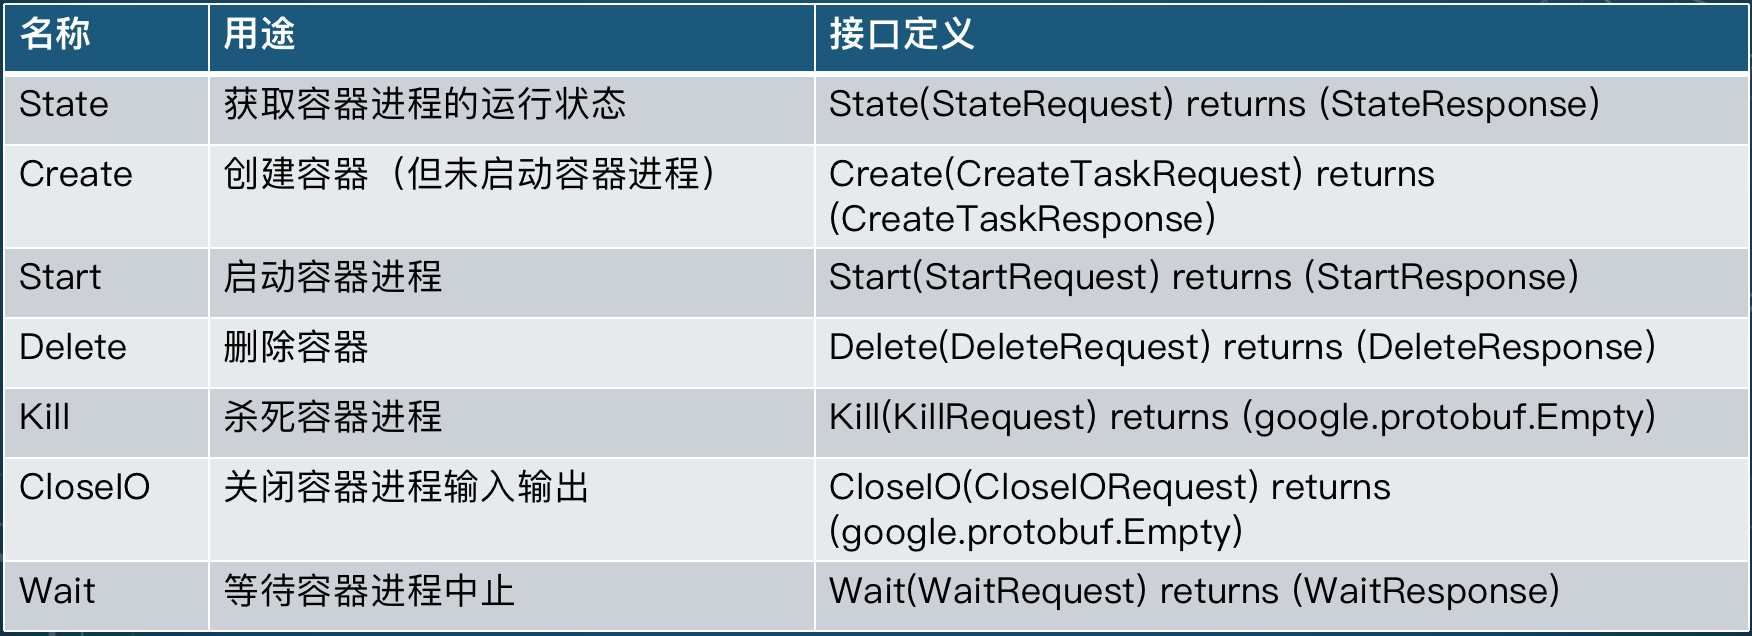 名称 用途 接口定义
State 获取容器进程的运行状态 State(StateRequest) returns (StateResponse)
Create 创建容器（但未启动容器进程） Create(CreateTaskRequest) returns
(CreateTaskResponse)
Start 启动容器进程 Start(StartRequest) returns (StartResponse)
Delete 删除容器 Delete(DeleteRequest) returns (DeleteResponse)
Kill 杀死容器进程 Kill(KillRequest) returns (google.protobuf.Empty)
CloseIO 关闭容器进程输入输出 CloseIO(CloseIORequest) returns
(google.protobuf.Empty)
Wait 等待容器进程中止 Wait(WaitRequest) returns (WaitResponse)